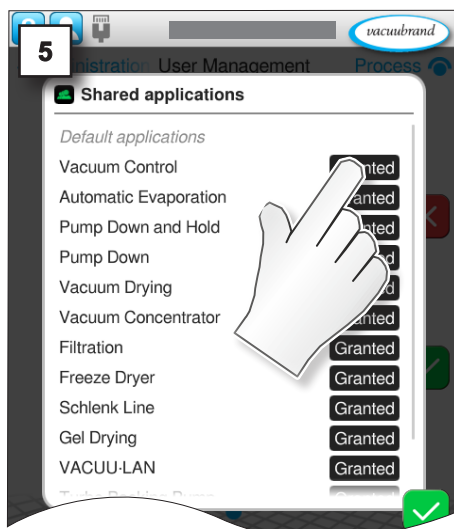 5
vacuubrand
User Management Process
Shared applications
Default applications
Vacuum Control
Automatic Evaporation
Pump Down and Hold
Pump Down
Vacuum Drying
Vacuum Concentrator
Filtration Granted
Freeze Dryer Granted
Schlenk Line Granted
Gel Drying Granted
VACUU·LAN Granted